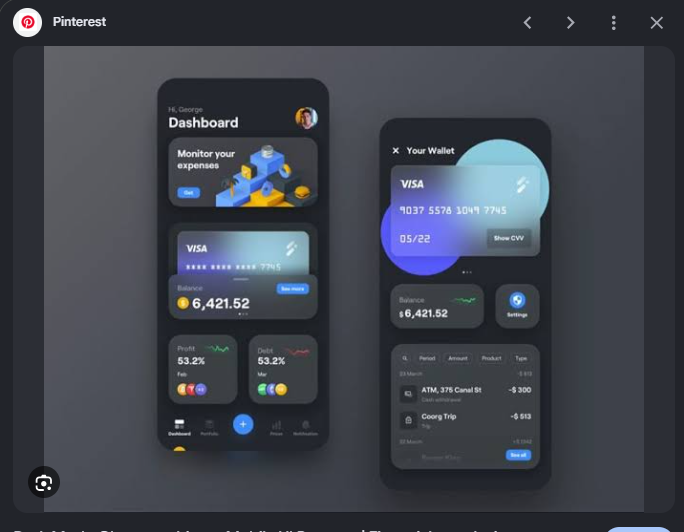 Pinterest
Hi, George
Dashboard
Monitor your
expenses
Get
VISA
7745
Balance
See more
$ 6,421.52
Profit
53.2%
Feb
Debt
53.2%
Mar
Dashboard
Portfolio
Notification
× Your Wallet
VISA
9037 5578 1049 7745
05/22
Show CVV
Balance
$ 6,421.52
Settings
Period
Amount
Product
Type
23 March
ATM, 375 Canal St
-$ 300
Cash withdrawal
Coorg Trip
-$ 513
Trip
See all